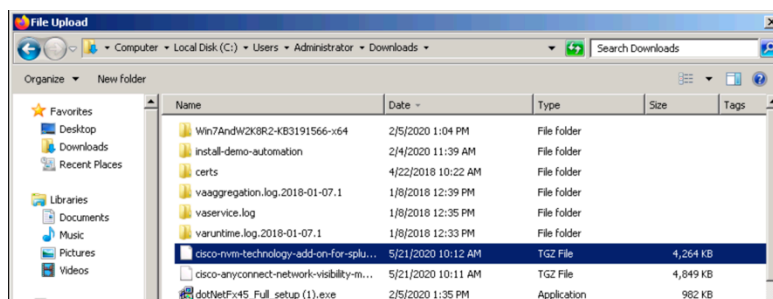 File Upload
Computer Local Disk (C:) Users Administrator Downloads Search Downloads
Organize New folder
Favorites
Desktop
Downloads
Recent Places
Libraries
Documents
Music
Pictures
Videos
Name Date Type Size Tags
Win7AndW2K8R2-KB3191566-x64 2/5/2020 1:04 PM File folder
install-demo-automation 2/4/2020 11:39 AM File folder
certs 4/22/2018 10:22 AM File folder
vaaggregation.log.2018-01-07.1 1/8/2018 12:39 PM File folder
vaservice.log 1/8/2018 12:35 PM File folder
varuntime.log.2018-01-07.1 1/8/2018 12:33 PM File folder
cisco-nvm-technology-add-on-for-splu... 5/21/2020 10:12 AM TGZ File 4,264 KB
cisco-anyconnect-network-visibility-m... 5/21/2020 10:11 AM TGZ File 4,849 KB
dotNetFx45_Full_setup (1).exe 2/5/2020 1:35 PM Application 982 KB